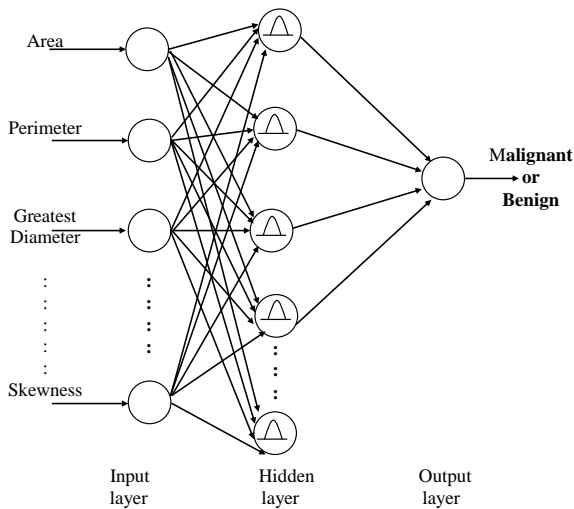 Area
Perimeter
Greatest
Diameter
Skewness
Malignant
or
Benign
Input
layer
Hidden
layer
Output
layer